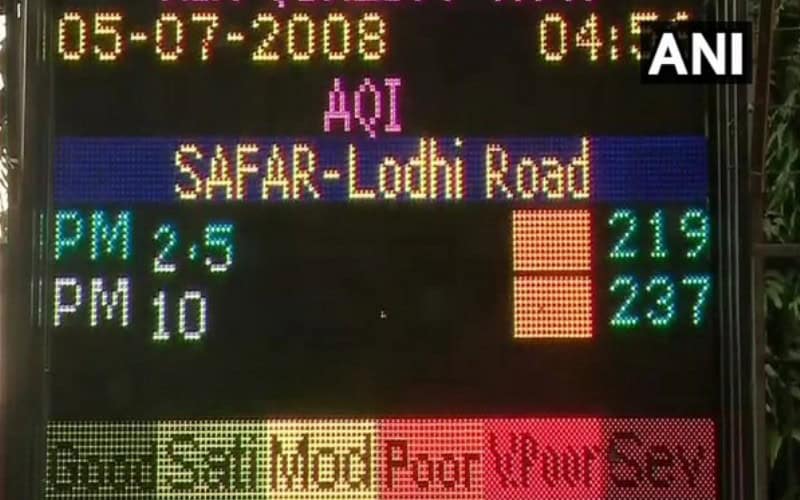 05-07-2008
ANI
AQI
SAFAR-Lodhi Road
PM 2.5 219
PM 10 237
Good Sati Mod Poor V.Poor Sev